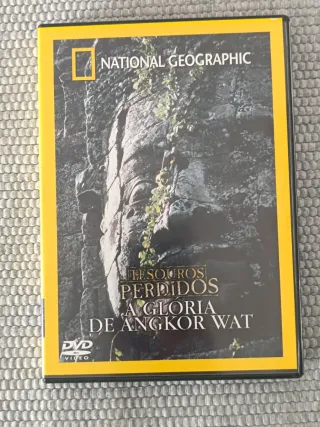 NATIONAL GEOGRAPHIC
TESOUROS
PERDIDOS
A GLÓRIA
DE ANGKOR WAT
DVD
VIDEO